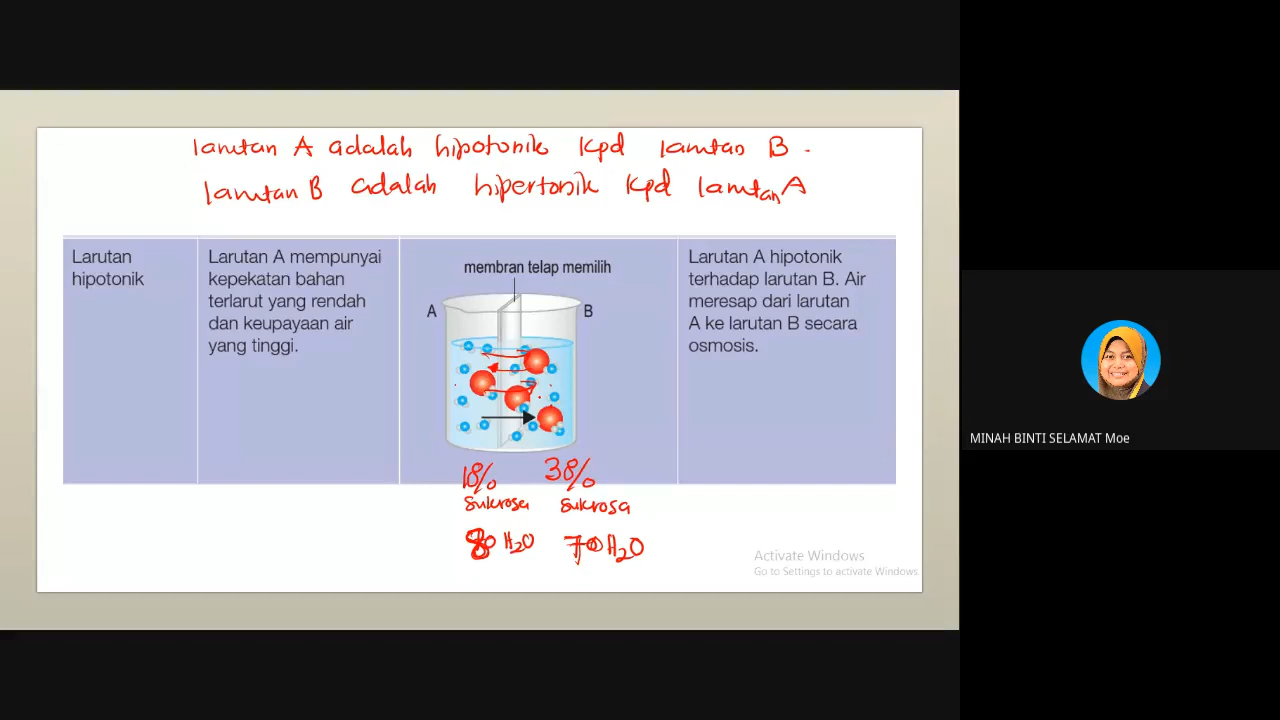 larutan A adalah hipotonik kpd larutan B.
larutan B adalah hipertonik kpd larutan A
Larutan
hipotonik
Larutan A mempunyai
kepekatan bahan
terlarut yang rendah
dan keupayaan air
yang tinggi.
membran telap memilih
A
B
Larutan A hipotonik
terhadap larutan B. Air
meresap dari larutan
A ke larutan B secara
osmosis.
sukrosa
sukrosa
80 H2O
70 H2O
Activate Windows
Go to Settings to activate Windows.
MINAH BINTI SELAMAT Moe